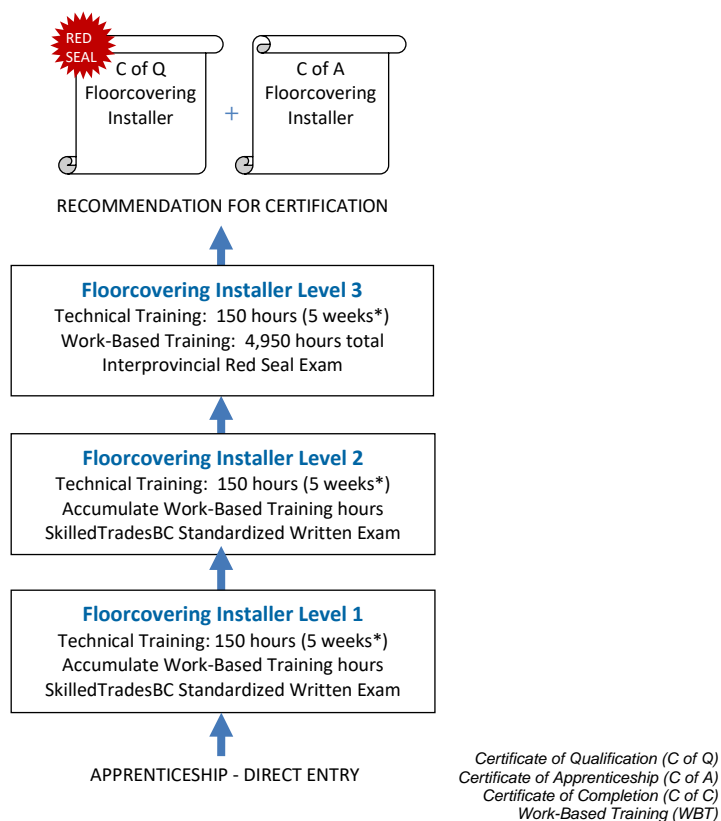 RED
SEAL
C of Q
Floorcovering
Installer
+
C of A
Floorcovering
Installer
RECOMMENDATION FOR CERTIFICATION
Floorcovering Installer Level 3
Technical Training:  150 hours (5 weeks*)
Work-Based Training:  4,950 hours total
Interprovincial Red Seal Exam
Floorcovering Installer Level 2
Technical Training:  150 hours (5 weeks*)
Accumulate Work-Based Training hours
SkilledTradesBC Standardized Written Exam
Floorcovering Installer Level 1
Technical Training: 150 hours (5 weeks*)
Accumulate Work-Based Training hours
SkilledTradesBC Standardized Written Exam
APPRENTICESHIP - DIRECT ENTRY
Certificate of Qualification (C of Q)
Certificate of Apprenticeship (C of A)
Certificate of Completion (C of C)
Work-Based Training (WBT)